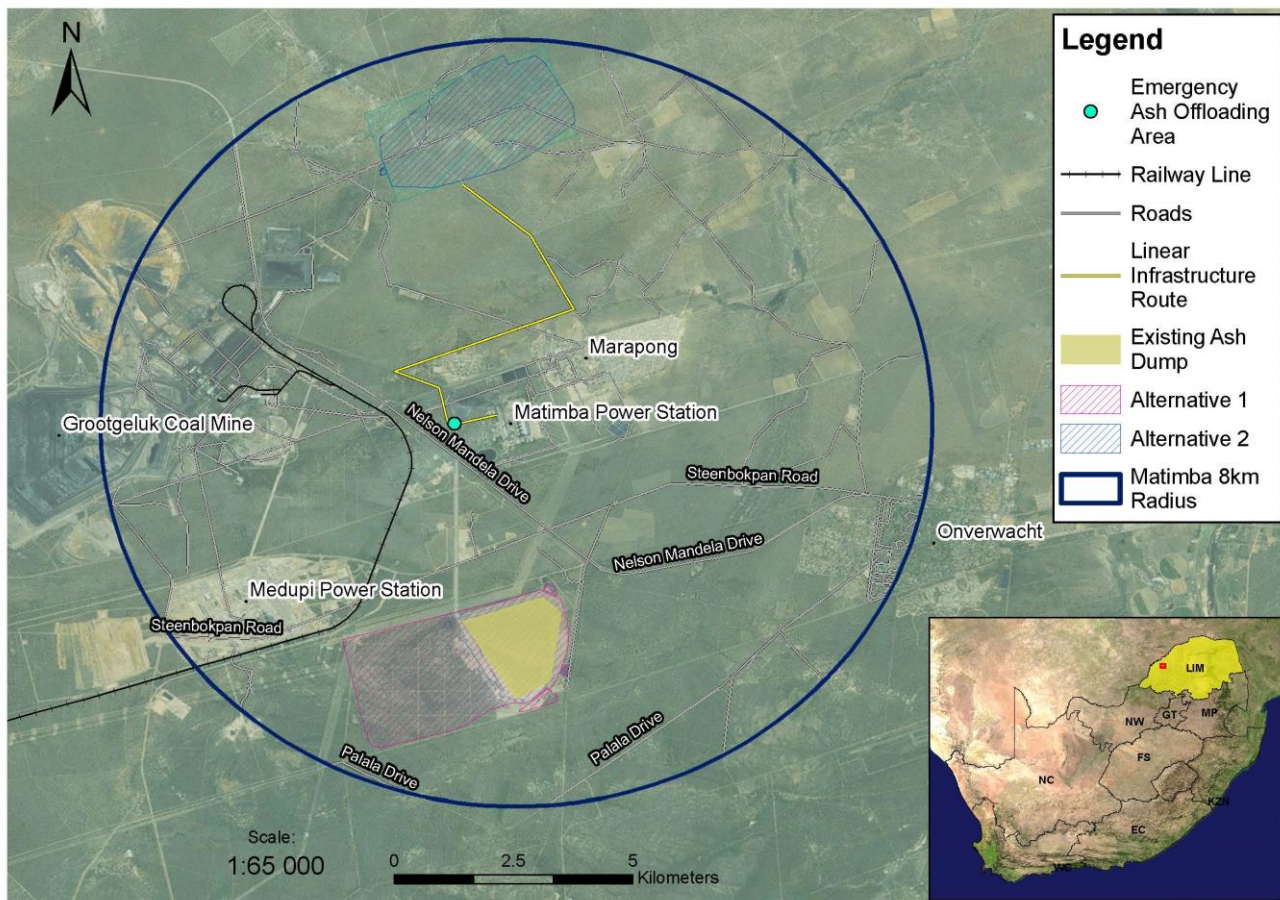 N
Marapong
Matimba Power Station
Nelson Mandela Drive
Grootgeluk Coal Mine
Steenbokpan Road
Onverwacht
Nelson Mandela Drive
Medupi Power Station
Steenbokpan Road
Palala Drive
Palala Drive
Scale:
1:65 000
0 2.5 5
Kilometers
Legend
Emergency
Ash Offloading
Area
Railway Line
Roads
Linear
Infrastructure
Route
Existing Ash
Dump
Alternative 1
Alternative 2
Matimba 8km
Radius
LIM
NW
GT
MP
FS
NC
KZN
EC
WC